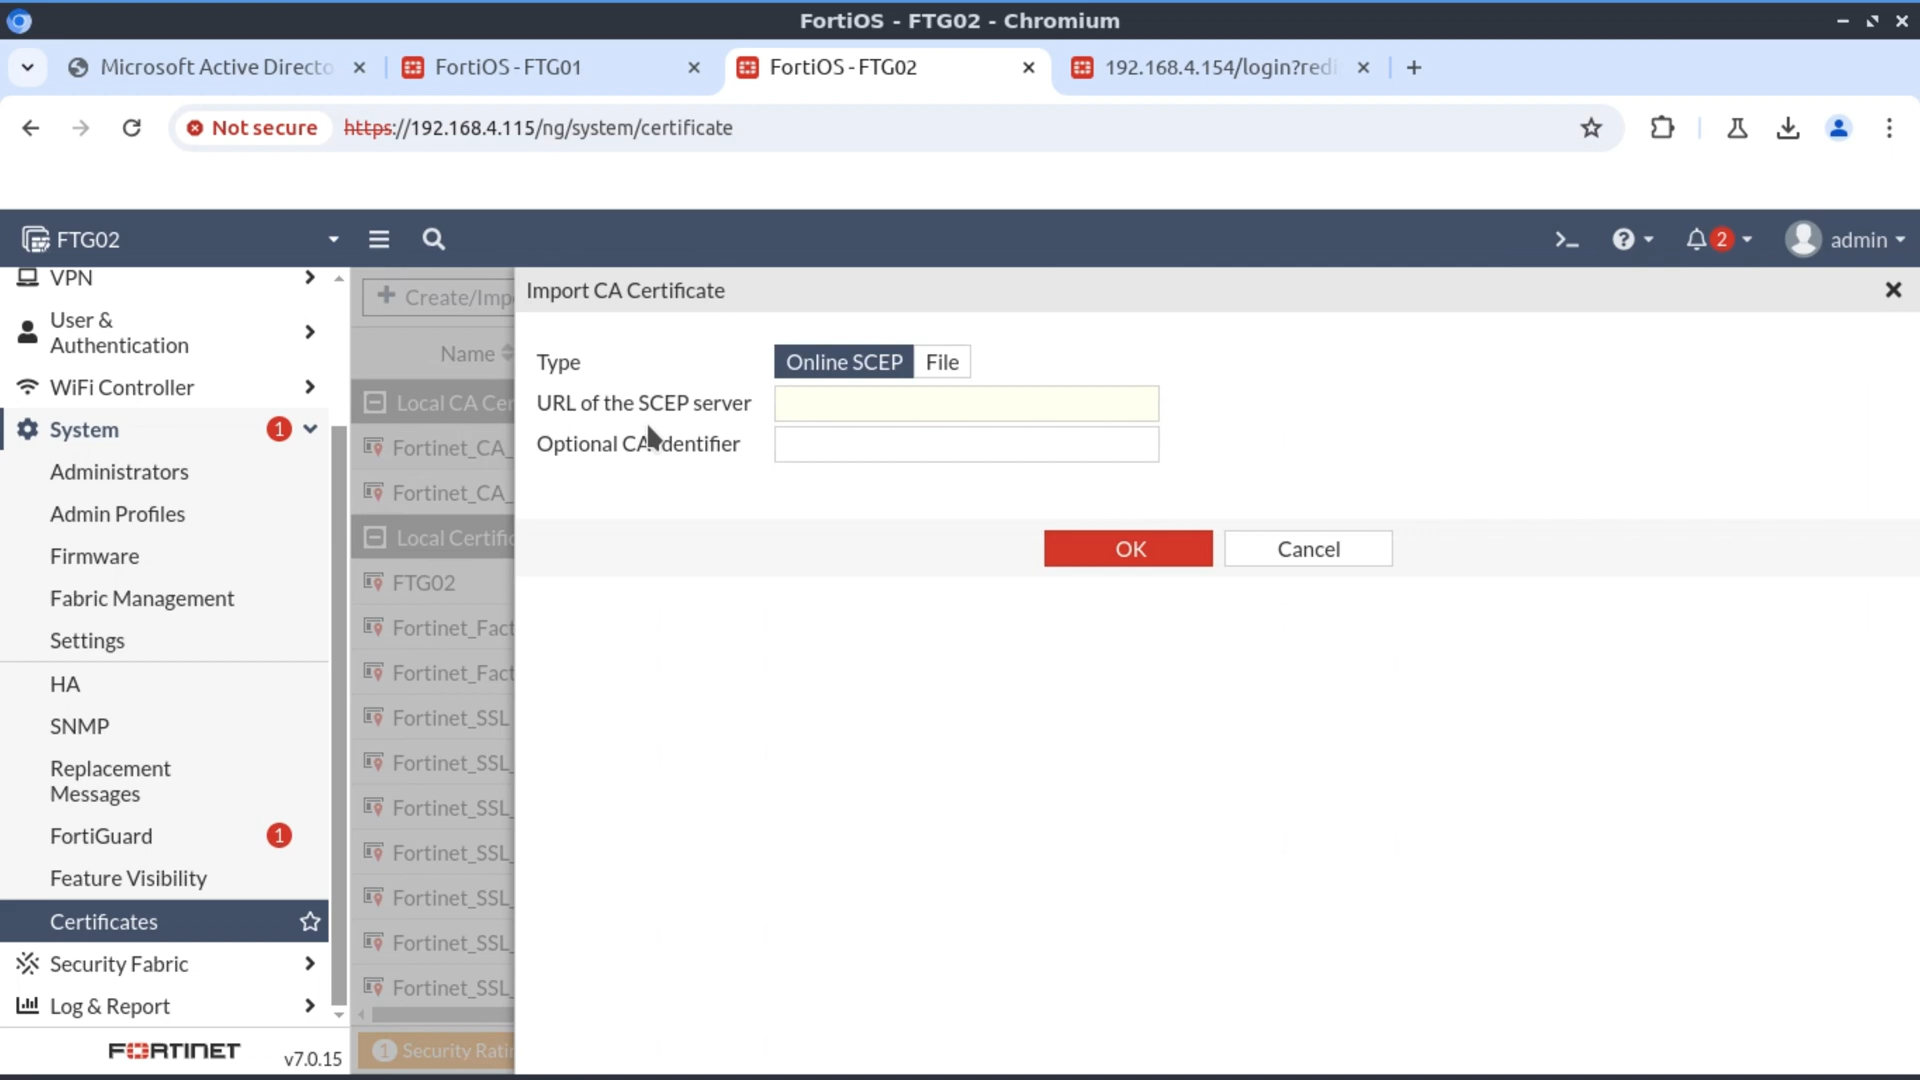 FortiOS - FTG02 - Chromium
Microsoft Active Directo
FortiOS - FTG01
FortiOS - FTG02
192.168.4.154/login?redi
Not secure
https://192.168.4.115/ng/system/certificate
FTG02
>_
2
admin
VPN
User &
Authentication
WiFi Controller
System
1
Administrators
Admin Profiles
Firmware
Fabric Management
Settings
HA
SNMP
Replacement
Messages
FortiGuard
1
Feature Visibility
Certificates
Security Fabric
Log & Report
FORTINET
v7.0.15
Create/Imp
Name
Local CA Cer
Fortinet_CA_
Fortinet_CA_
Local Certific
FTG02
Fortinet_Fact
Fortinet_Fact
Fortinet_SSL
Fortinet_SSL_
Fortinet_SSL_
Fortinet_SSL_
Fortinet_SSL_
Fortinet_SSL_
Fortinet_SSL_
1 Security Rati
Import CA Certificate
Type
Online SCEP
File
URL of the SCEP server
Optional CA Identifier
OK
Cancel